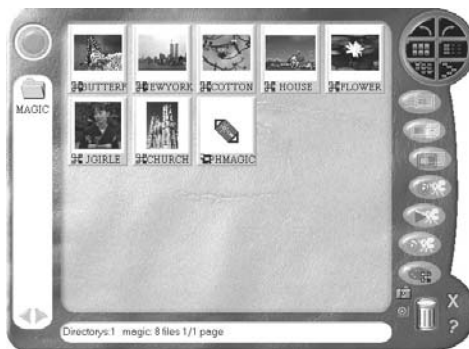 BUTTERF EWYORK COTTON HOUSE FLOWER
MAGIC
JGIRLE CHURCH PHMAGIC
X
?
Directorys:1 magic: 8 files 1/1 page